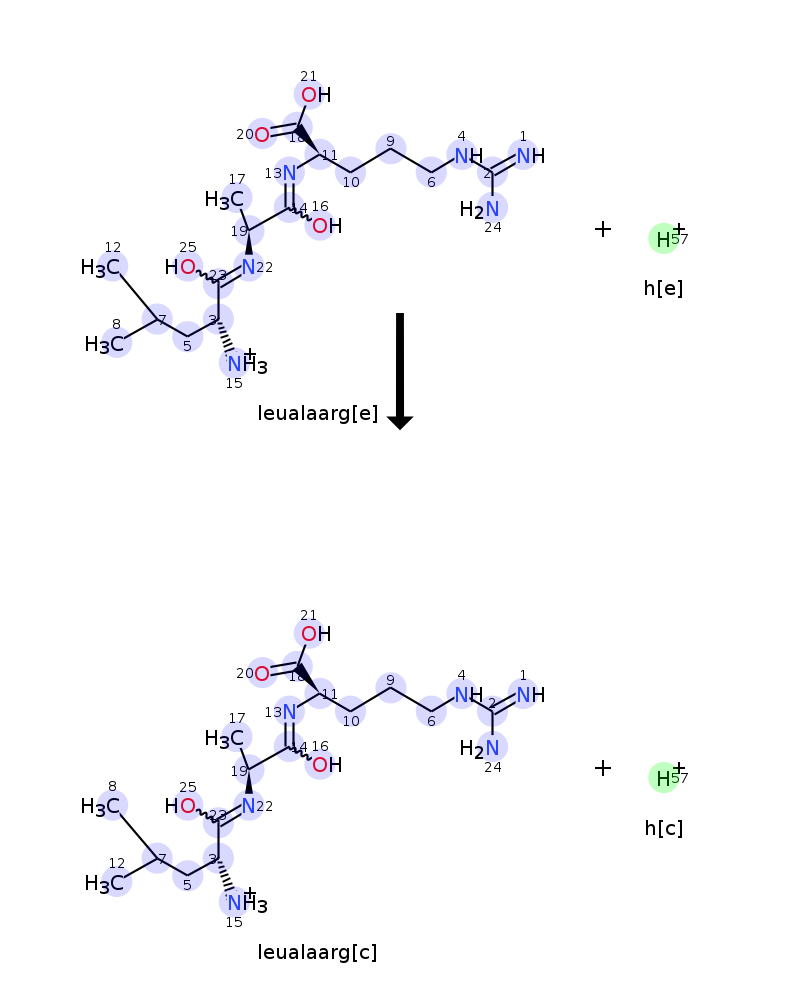 21
OH
20 O 18
4 9 1
NH NH
11 2
13 N 10 6
17 H₃C
14 16 OH
H₂N
24
19
+
H+ 57
12 25
H₃C HO 23 N 22
h[e]
8 7 3
H₃C 5
NH₃+
15
leualaarg[e]
21
OH
20 O 18
4 9 1
NH NH
11 2
13 N 10 6
17 H₃C
14 16 OH
H₂N
24
19
+
H+ 57
8 25
H₃C HO 23 N 22
h[c]
12 7 3
H₃C 5
NH₃+
15
leualaarg[c]